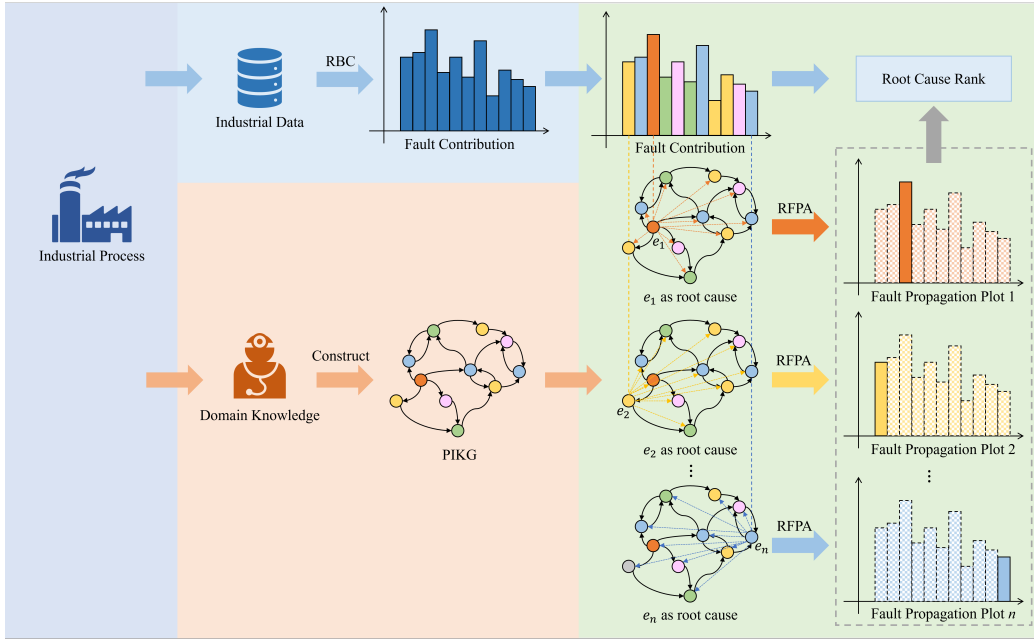 RBC
Industrial Data
Fault Contribution
Fault Contribution
Root Cause Rank
Industrial Process
e₁
e₁ as root cause
RFPA
Fault Propagation Plot 1
Domain Knowledge
Construct
PIKG
e₂
e₂ as root cause
RFPA
Fault Propagation Plot 2
⋮
⋮
eₙ
eₙ as root cause
RFPA
Fault Propagation Plot n